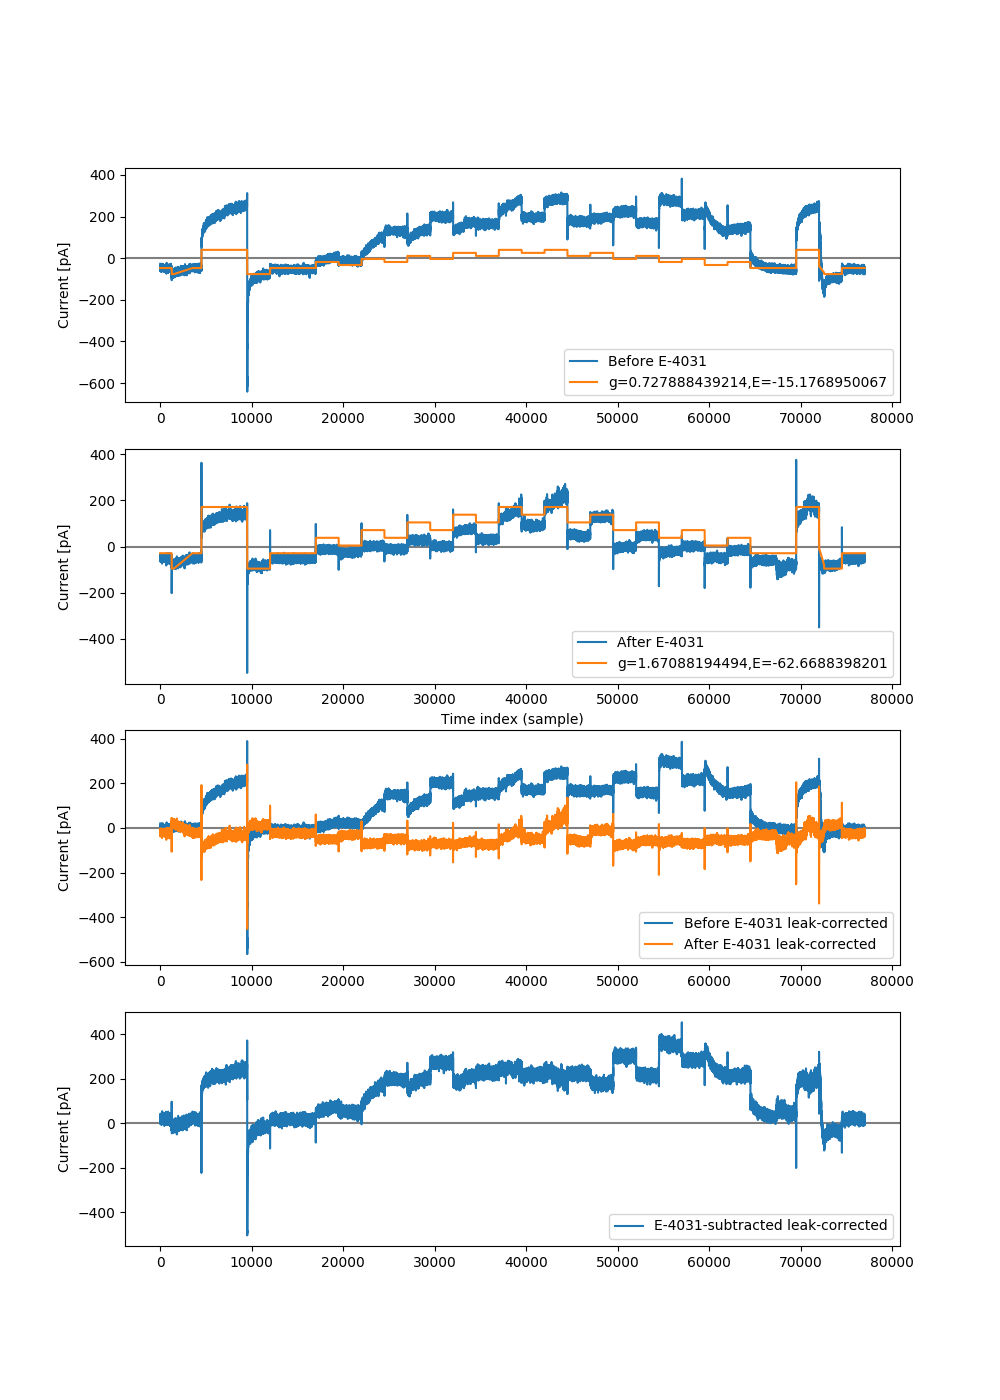 400
200
0
−200
−400
−600
Current [pA]
Before E-4031
g=0.727888439214,E=-15.1768950067
0 10000 20000 30000 40000 50000 60000 70000 80000
400
200
0
−200
−400
Current [pA]
After E-4031
g=1.67088194494,E=-62.6688398201
0 10000 20000 30000 40000 50000 60000 70000 80000
Time index (sample)
400
200
0
−200
−400
−600
Current [pA]
Before E-4031 leak-corrected
After E-4031 leak-corrected
0 10000 20000 30000 40000 50000 60000 70000 80000
400
200
0
−200
−400
Current [pA]
E-4031-subtracted leak-corrected
0 10000 20000 30000 40000 50000 60000 70000 80000